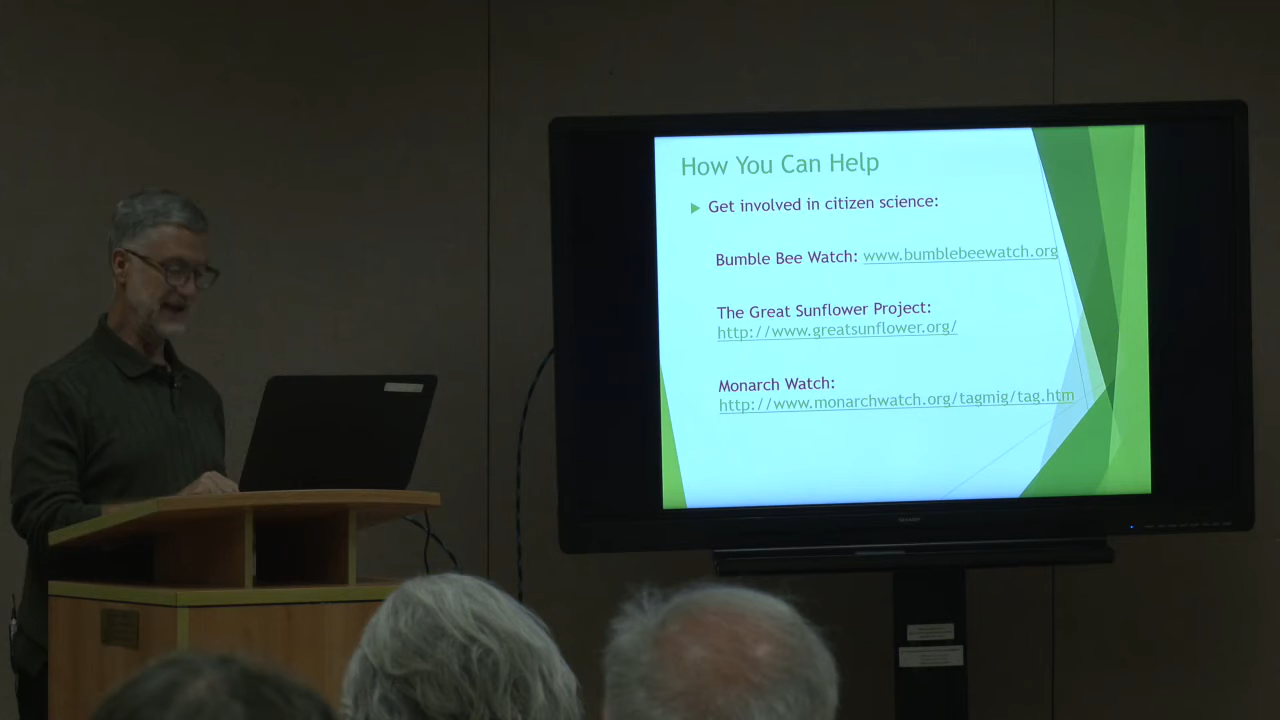 How You Can Help
Get involved in citizen science:
Bumble Bee Watch: www.bumblebeewatch.org
The Great Sunflower Project:
http://www.greatsunflower.org/
Monarch Watch:
http://www.monarchwatch.org/tagmig/tag.htm
SHARP